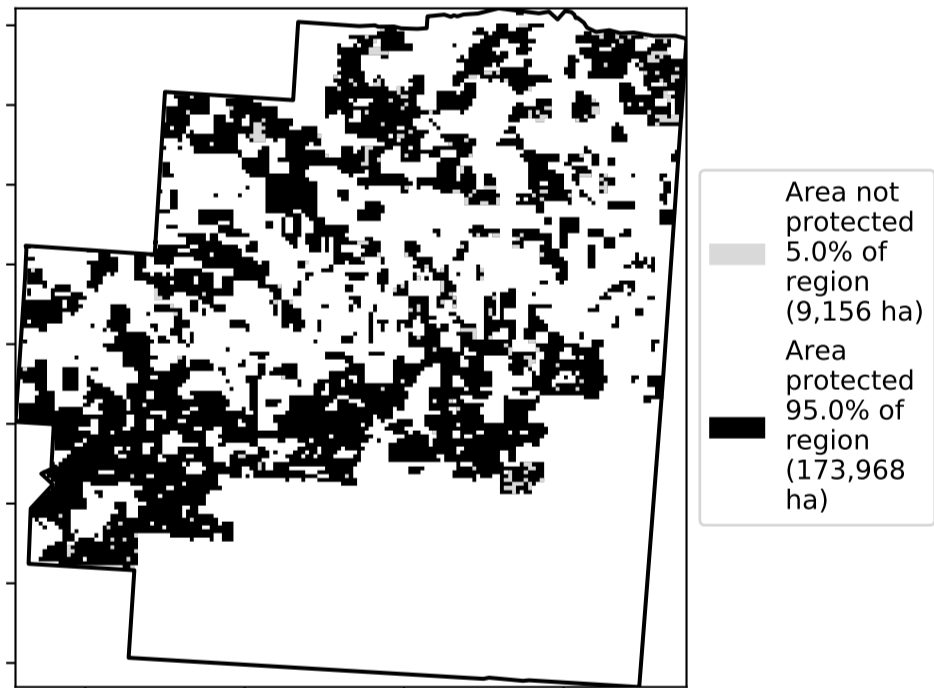 Area not
protected
5.0% of
region
(9,156 ha)
Area
protected
95.0% of
region
(173,968
ha)